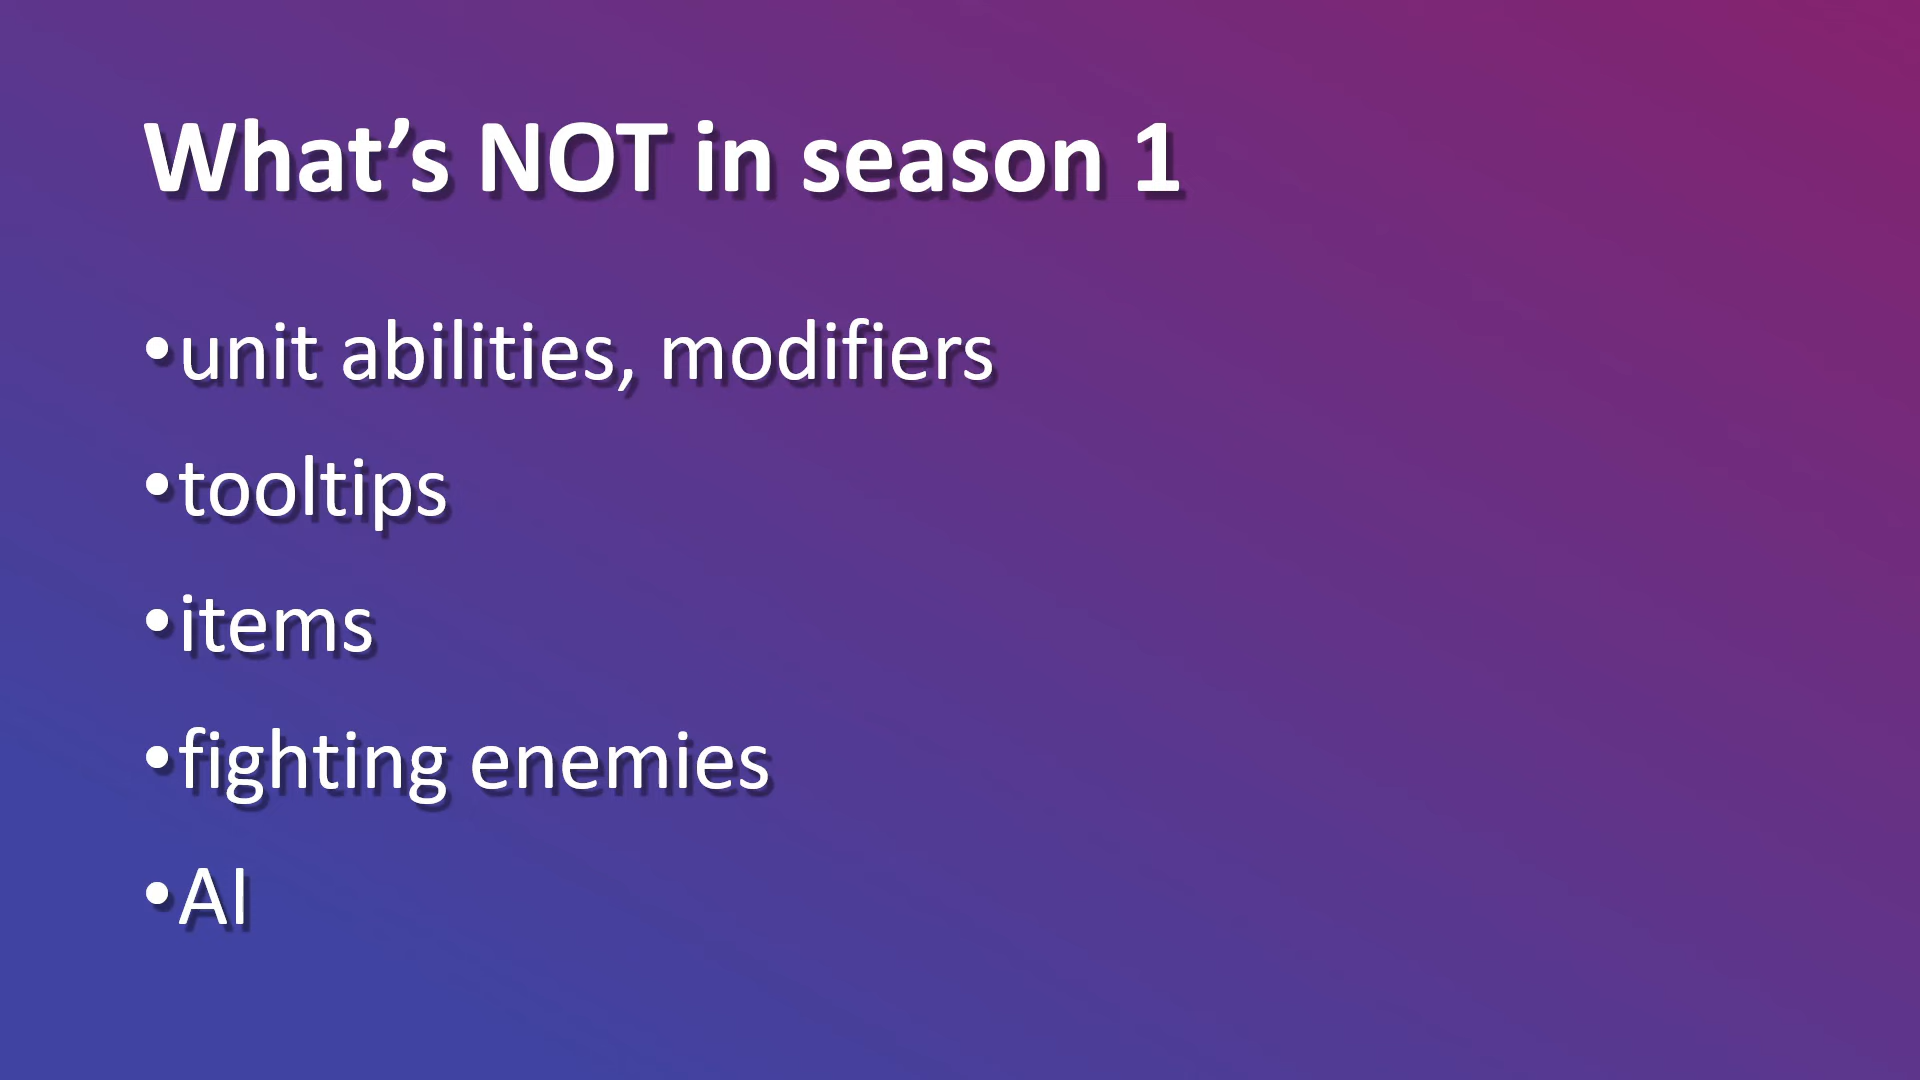 What’s NOT in season 1
•unit abilities, modifiers
•tooltips
•items
•fighting enemies
•AI